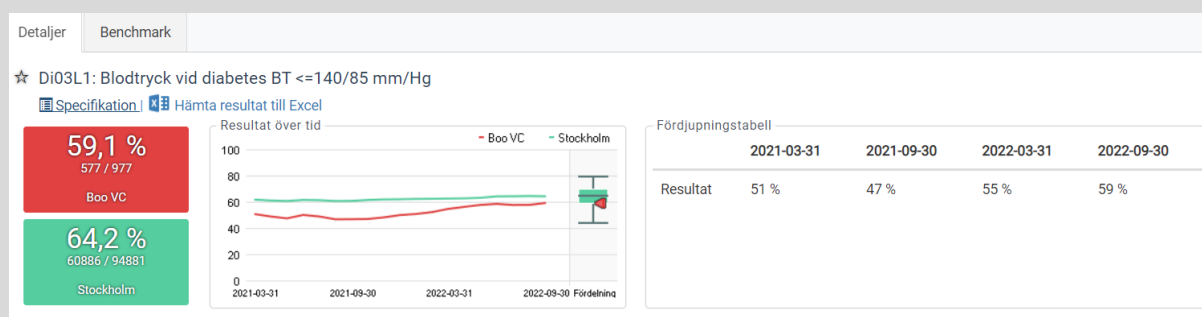 Detaljer Benchmark
☆ Di03L1: Blodtryck vid diabetes BT <=140/85 mm/Hg
Specifikation | Hämta resultat till Excel
59,1 %
577 / 977
Boo VC
64,2 %
60886 / 94881
Stockholm
Resultat över tid
Boo VC Stockholm
100
80
60
40
20
0
2021-03-31 2021-09-30 2022-03-31 2022-09-30 Fördelning
Fördjupningstabell
2021-03-31 2021-09-30 2022-03-31 2022-09-30
Resultat 51 % 47 % 55 % 59 %